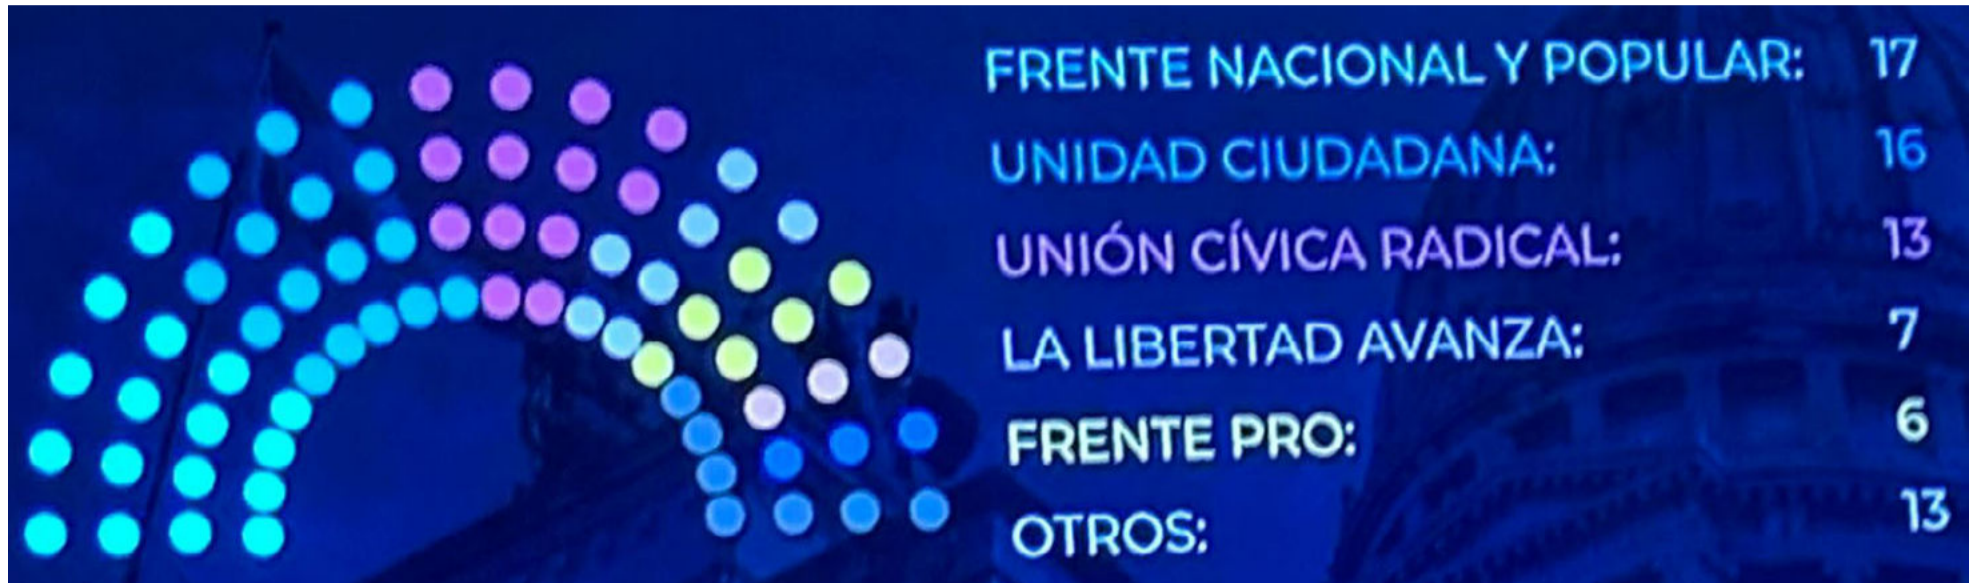 FRENTE NACIONAL Y POPULAR: 17
UNIDAD CIUDADANA: 16
UNIÓN CÍVICA RADICAL: 13
LA LIBERTAD AVANZA: 7
FRENTE PRO: 6
OTROS: 13